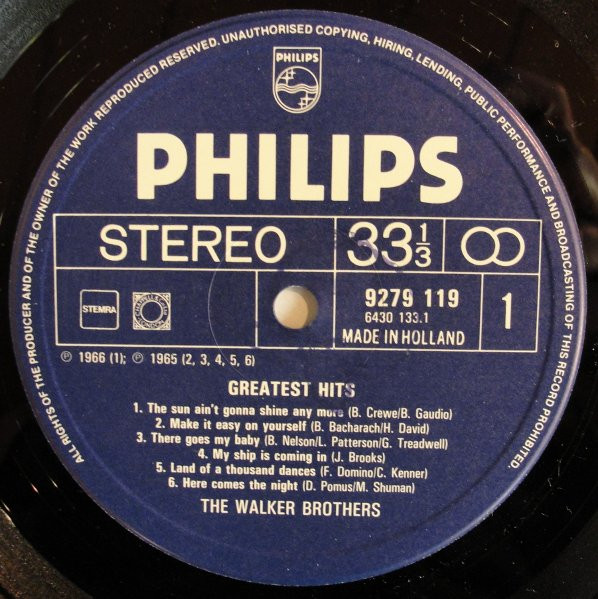 ALL RIGHTS OF THE PRODUCER AND OF THE OWNER OF THE WORK REPRODUCED RESERVED. UNAUTHORISED COPYING, HIRING, LENDING, PUBLIC PERFORMANCE AND BROADCASTING OF THIS RECORD PROHIBITED.
PHILIPS
PHILIPS
STEREO
33 1/3
STEMRA
9279 119
6430 133.1
MADE IN HOLLAND
1
Ⓟ 1966 (1); Ⓟ 1965 (2, 3, 4, 5, 6)
GREATEST HITS
1. The sun ain't gonna shine any more (B. Crewe/B. Gaudio)
2. Make it easy on yourself (B. Bacharach/H. David)
3. There goes my baby (B. Nelson/L. Patterson/G. Treadwell)
4. My ship is coming in (J. Brooks)
5. Land of a thousand dances (F. Domino/C. Kenner)
6. Here comes the night (D. Pomus/M. Shuman)
THE WALKER BROTHERS